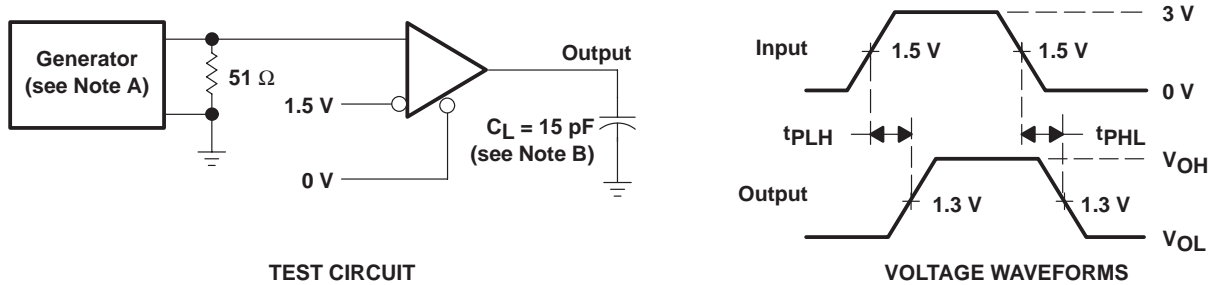 Generator
(see Note A)
51 Ω
1.5 V
0 V
Output
CL = 15 pF
(see Note B)
TEST CIRCUIT
Input
1.5 V
1.5 V
3 V
0 V
tPLH
tPHL
Output
1.3 V
1.3 V
VOH
VOL
VOLTAGE WAVEFORMS